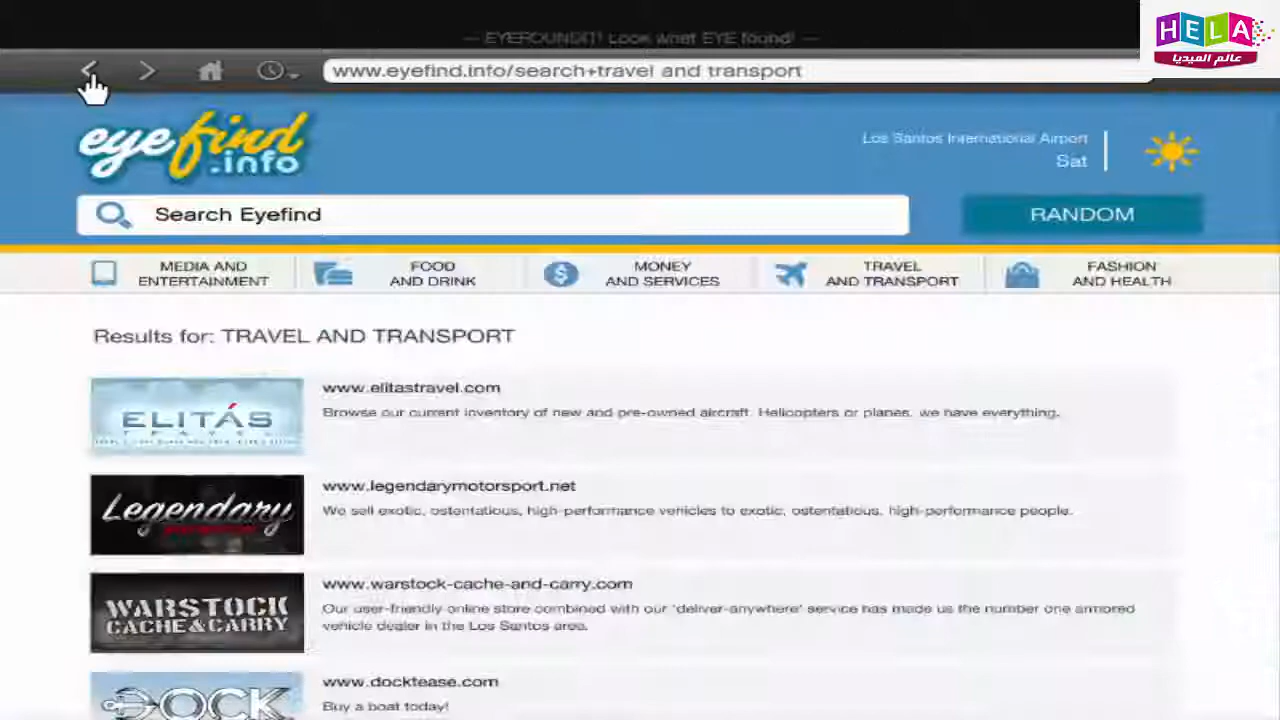 — EYEFOUNDIT! Look what EYE found! —
HELA
عالم الميديا
www.eyefind.info/search+travel and transport
eyefind
.info
Los Santos International Airport
Sat
Search Eyefind
RANDOM
MEDIA AND
ENTERTAINMENT
FOOD
AND DRINK
MONEY
AND SERVICES
TRAVEL
AND TRANSPORT
FASHION
AND HEALTH
Results for: TRAVEL AND TRANSPORT
ELITÁS
TRAVEL
www.elitastravel.com
Browse our current inventory of new and pre-owned aircraft. Helicopters or planes, we have everything.
Legendary
www.legendarymotorsport.net
We sell exotic, ostentatious, high-performance vehicles to exotic, ostentatious, high-performance people.
WARSTOCK
CACHE&CARRY
www.warstock-cache-and-carry.com
Our user-friendly online store combined with our 'deliver-anywhere' service has made us the number one armored
vehicle dealer in the Los Santos area.
DOCK
www.docktease.com
Buy a boat today!